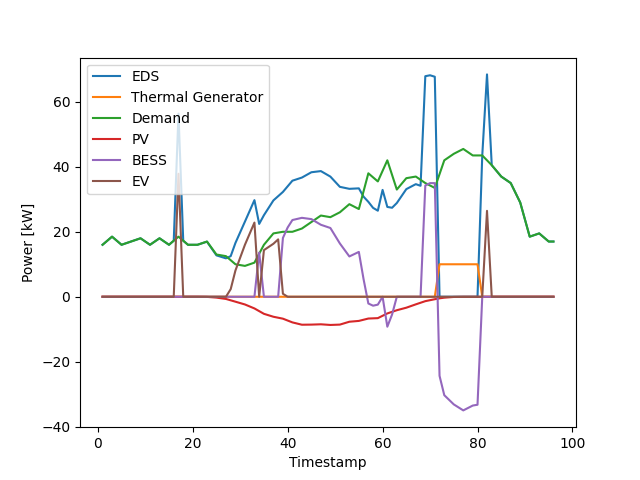 EDS
Thermal Generator
Demand
PV
BESS
EV
60
40
20
0
−20
−40
Power [kW]
0 20 40 60 80 100
Timestamp